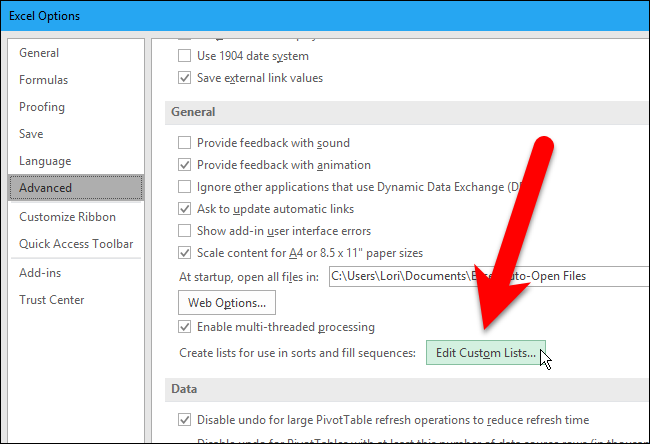 Excel Options
General
Formulas
Proofing
Save
Language
Advanced
Customize Ribbon
Quick Access Toolbar
Add-ins
Trust Center
Use 1904 date system
Save external link values
General
Provide feedback with sound
Provide feedback with animation
Ignore other applications that use Dynamic Data Exchange
Ask to update automatic links
Show add-in user interface errors
Scale content for A4 or 8.5 x 11" paper sizes
At startup, open all files in: C:\Users\Lori\Documents\ Auto-Open Files
Web Options...
Enable multi-threaded processing
Create lists for use in sorts and fill sequences: Edit Custom Lists...
Data
Disable undo for large PivotTable refresh operations to reduce refresh time